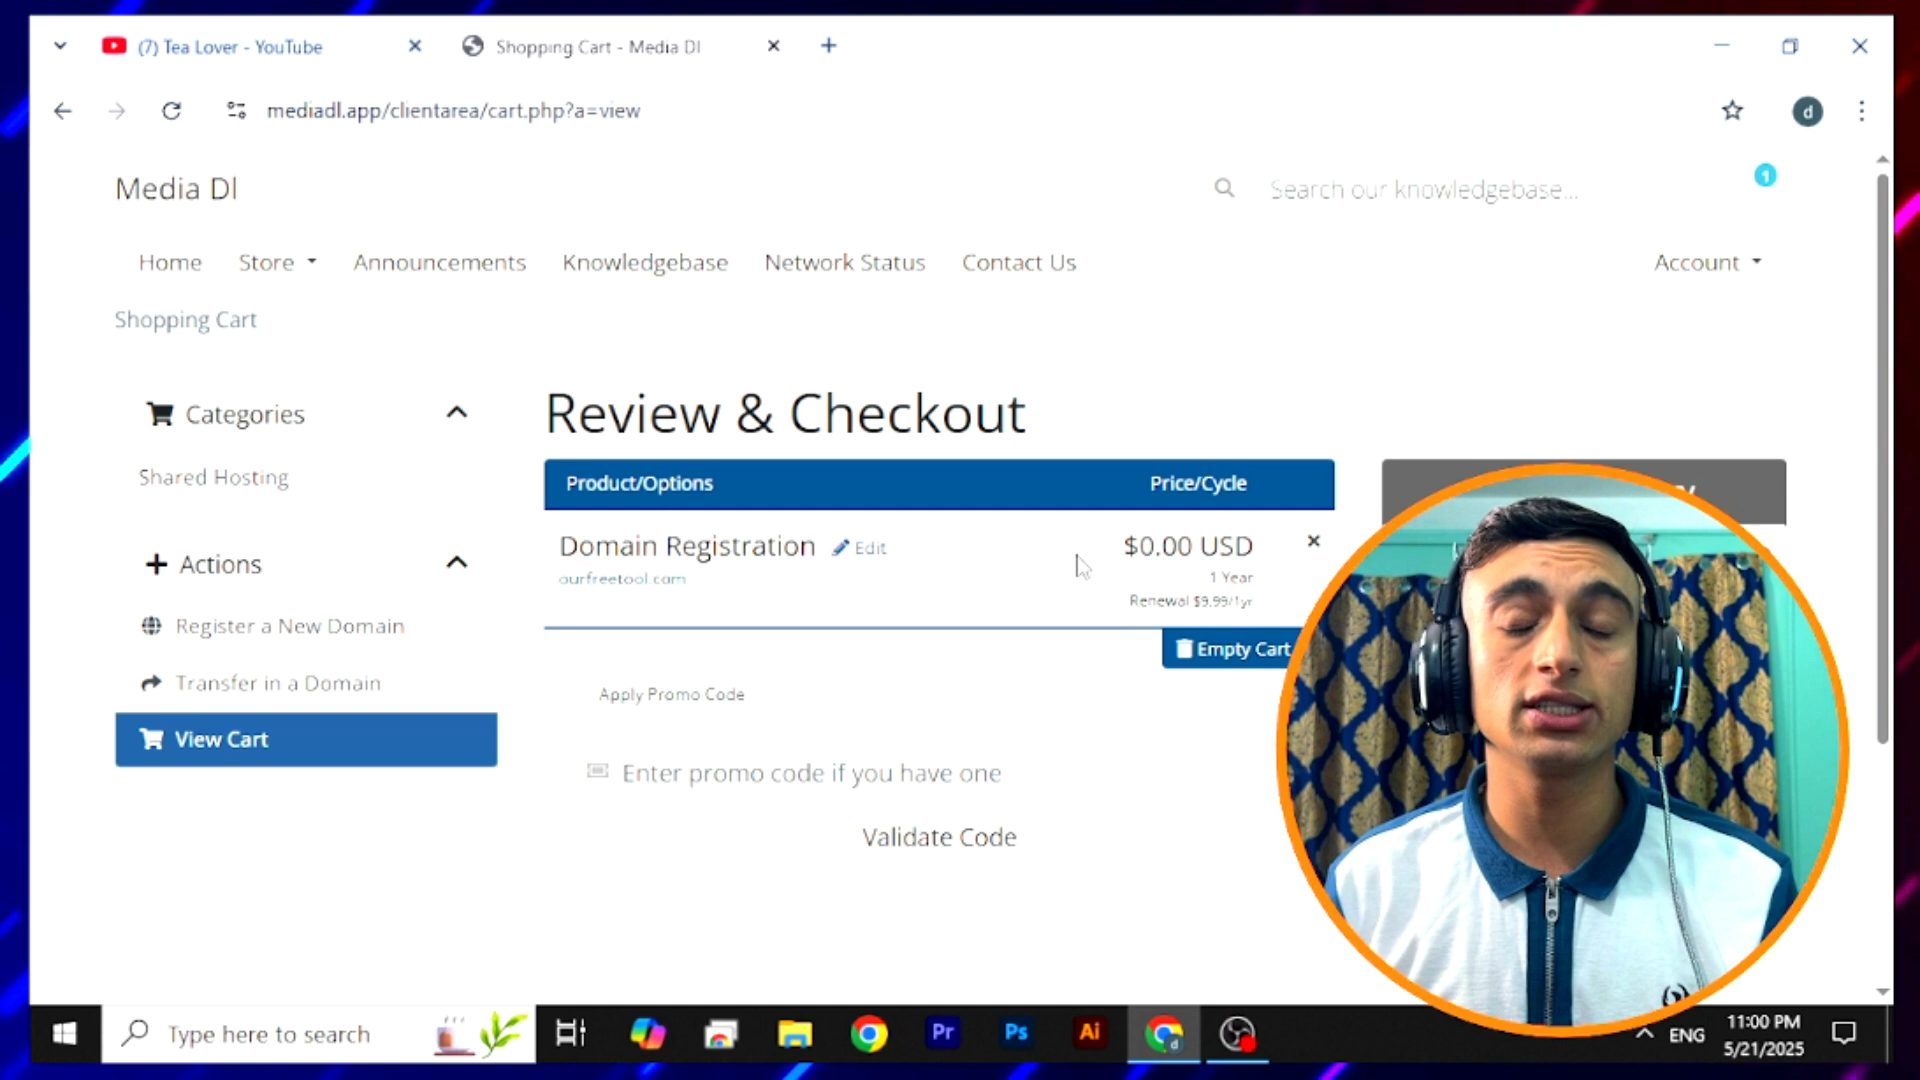 (7) Tea Lover - YouTube
Shopping Cart - Media Dl
mediadl.app/clientarea/cart.php?a=view
d
Media Dl
Search our knowledgebase...
1
Home
Store
Announcements
Knowledgebase
Network Status
Contact Us
Account
Shopping Cart
Categories
Shared Hosting
Actions
Register a New Domain
Transfer in a Domain
View Cart
Review & Checkout
Product/Options
Price/Cycle
Domain Registration
Edit
ourfreetool.com
$0.00 USD
1 Year
Renewal $9.99/1yr
Empty Cart
Apply Promo Code
Enter promo code if you have one
Validate Code
Type here to search
Pr
Ps
Ai
d
ENG
11:00 PM
5/21/2025